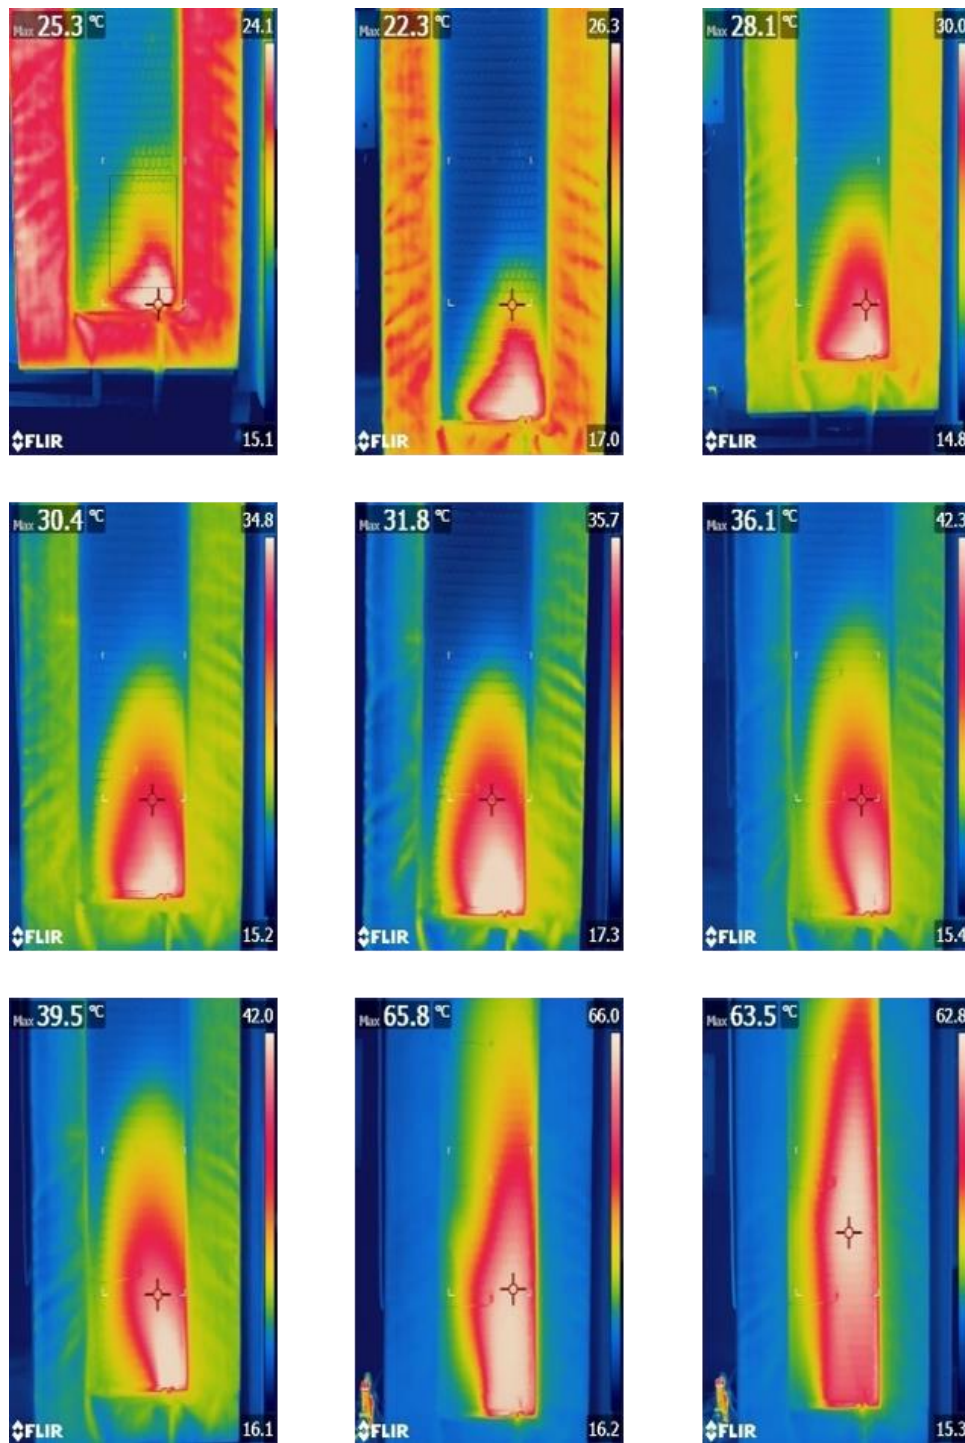 Max 25.3 °C 24.1
Max 22.3 °C 26.3
Max 28.1 °C 30.0
FLIR 15.1
FLIR 17.0
FLIR 14.8
Max 30.4 °C 34.8
Max 31.8 °C 35.7
Max 36.1 °C 42.3
FLIR 15.2
FLIR 17.3
FLIR 15.4
Max 39.5 °C 42.0
Max 65.8 °C 66.0
Max 63.5 °C 62.8
FLIR 16.1
FLIR 16.2
FLIR 15.3